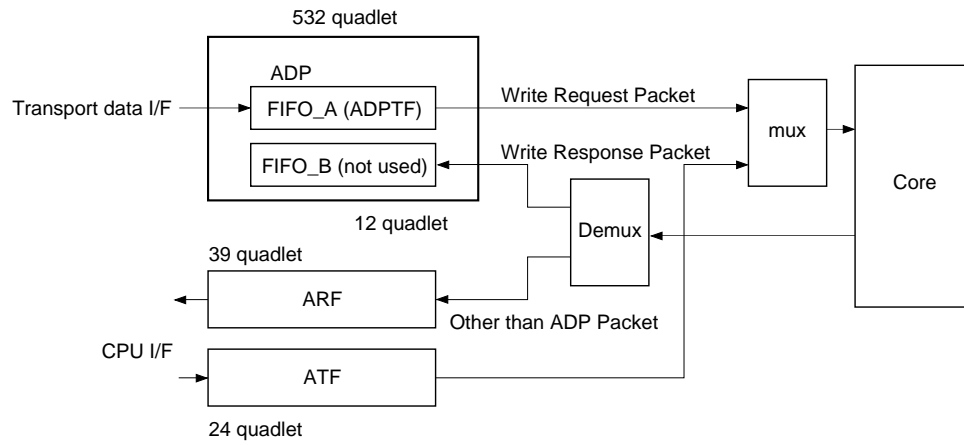 532 quadlet
ADP
Transport data I/F
FIFO_A (ADPTF)
Write Request Packet
mux
Core
FIFO_B (not used)
Write Response Packet
12 quadlet
Demux
39 quadlet
ARF
Other than ADP Packet
CPU I/F
ATF
24 quadlet